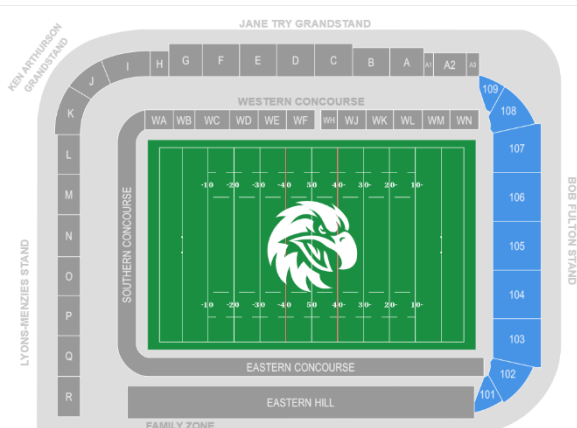 JANE TRY GRANDSTAND
KEN ARTHURSON
GRANDSTAND
J
I
H
G
F
E
D
C
B
A
A1
A2
A3
WESTERN CONCOURSE
WA
WB
WC
WD
WE
WF
WH
WJ
WK
WL
WM
WN
K
L
M
N
O
P
Q
R
LYONS-MENZIES STAND
SOUTHERN CONCOURSE
-10 -20 -30 -40 50 40- 30- 20- 10-
-10 -20 -30 -40 50 40- 30- 20- 10-
109
108
107
106
105
104
103
102
101
BOB FULTON STAND
EASTERN CONCOURSE
EASTERN HILL
FAMILY ZONE